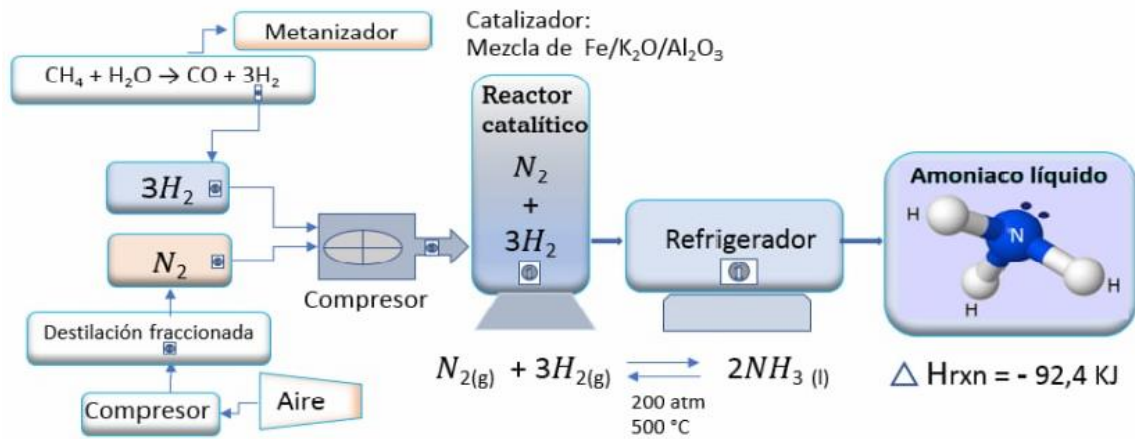 Metanizador
CH₄ + H₂O → CO + 3H₂
3H₂
N₂
Destilación fraccionada
Compresor
Aire
Compresor
Catalizador:
Mezcla de Fe/K₂O/Al₂O₃
Reactor
catalítico
N₂
+
3H₂
Refrigerador
Amoniaco líquido
H
N
H
H
N₂(g) + 3H₂(g) ⇄ 2NH₃ (l)
200 atm
500 °C
△ Hrxn = - 92,4 KJ